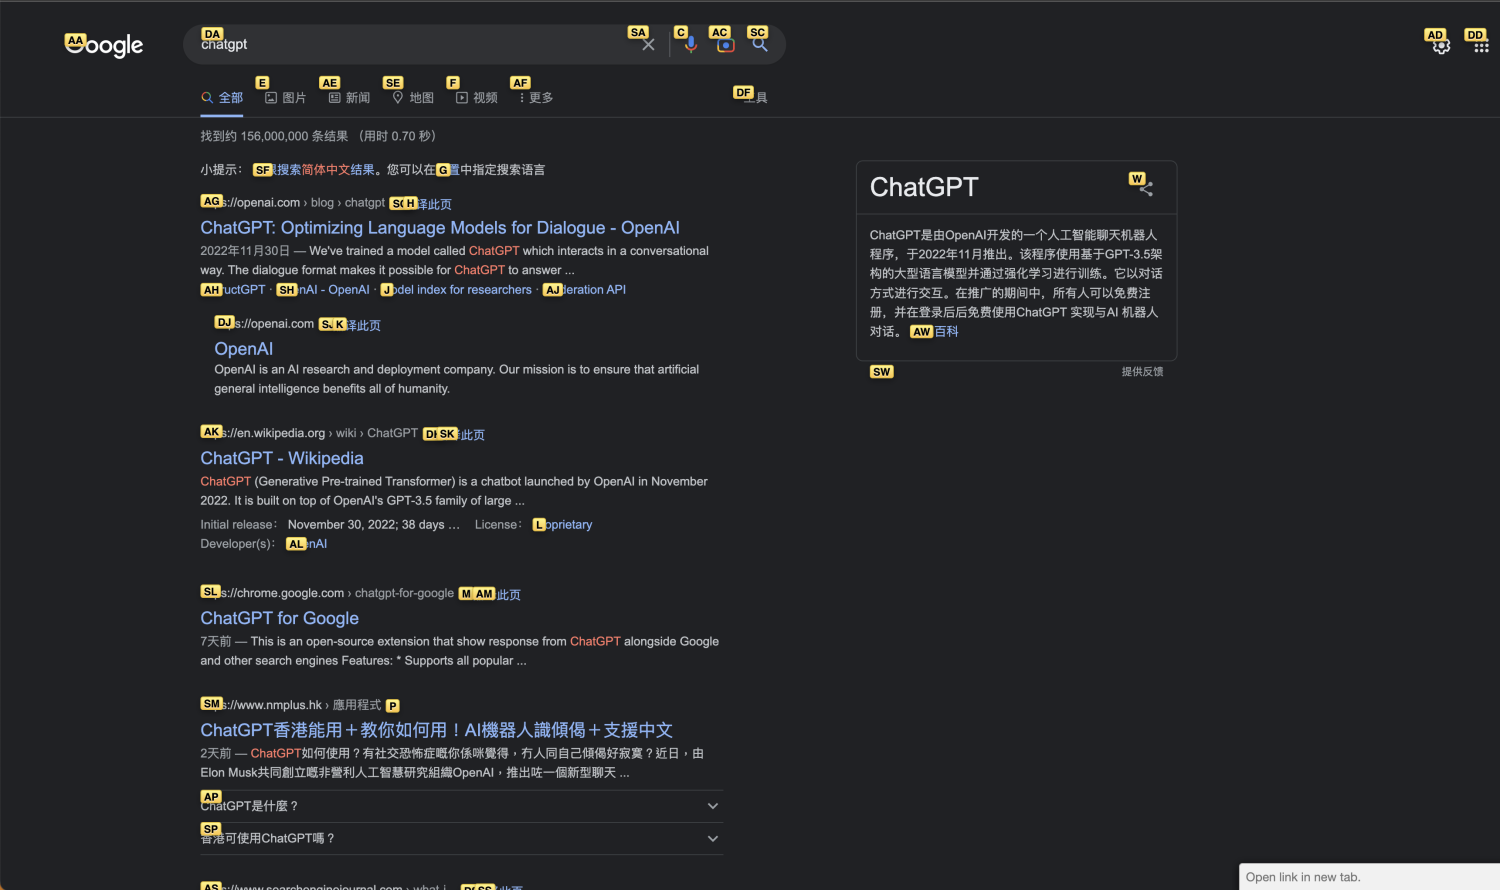 AA oogle
DA chatgpt SA C AC SC
AD DD
E AE SE F AF
全部 图片 新闻 地图 视频 更多 DF 工具
找到约 156,000,000 条结果 （用时 0.70 秒）
小提示： SF 搜索简体中文结果。您可以在 G 置中指定搜索语言
AG s://openai.com › blog › chatgpt H 译此页
ChatGPT: Optimizing Language Models for Dialogue - OpenAI
2022年11月30日 — We've trained a model called ChatGPT which interacts in a conversational
way. The dialogue format makes it possible for ChatGPT to answer ...
AH uctGPT · SH nAI - OpenAI · J odel index for researchers · AJ deration API
DJ s://openai.com SJ K 译此页
OpenAI
OpenAI is an AI research and deployment company. Our mission is to ensure that artificial
general intelligence benefits all of humanity.
AK s://en.wikipedia.org › wiki › ChatGPT SK 此页
ChatGPT - Wikipedia
ChatGPT (Generative Pre-trained Transformer) is a chatbot launched by OpenAI in November
2022. It is built on top of OpenAI's GPT-3.5 family of large ...
Initial release： November 30, 2022; 38 days … License： L oprietary
Developer(s)： AL nAI
SL s://chrome.google.com › chatgpt-for-google M AM 此页
ChatGPT for Google
7天前 — This is an open-source extension that show response from ChatGPT alongside Google
and other search engines Features: * Supports all popular ...
SM s://www.nmplus.hk › 應用程式 P
ChatGPT香港能用＋教你如何用！AI機器人識傾偈＋支援中文
2天前 — ChatGPT如何使用？有社交恐怖症嘅你係咪覺得，冇人同自己傾偈好寂寞？近日，由
Elon Musk共同創立嘅非營利人工智慧研究組織OpenAI，推出咗一個新型聊天 ...
AP
ChatGPT是什麼？
SP
香港可使用ChatGPT嗎？
AS s://www.searchenginejournal.com › what-i SS 此页
ChatGPT W
ChatGPT是由OpenAI开发的一个人工智能聊天机器人
程序，于2022年11月推出。该程序使用基于GPT-3.5架
构的大型语言模型并通过强化学习进行训练。它以对话
方式进行交互。在推广的期间中，所有人可以免费注
册，并在登录后后免费使用ChatGPT 实现与AI 机器人
对话。 AW 百科
SW 提供反馈
Open link in new tab.